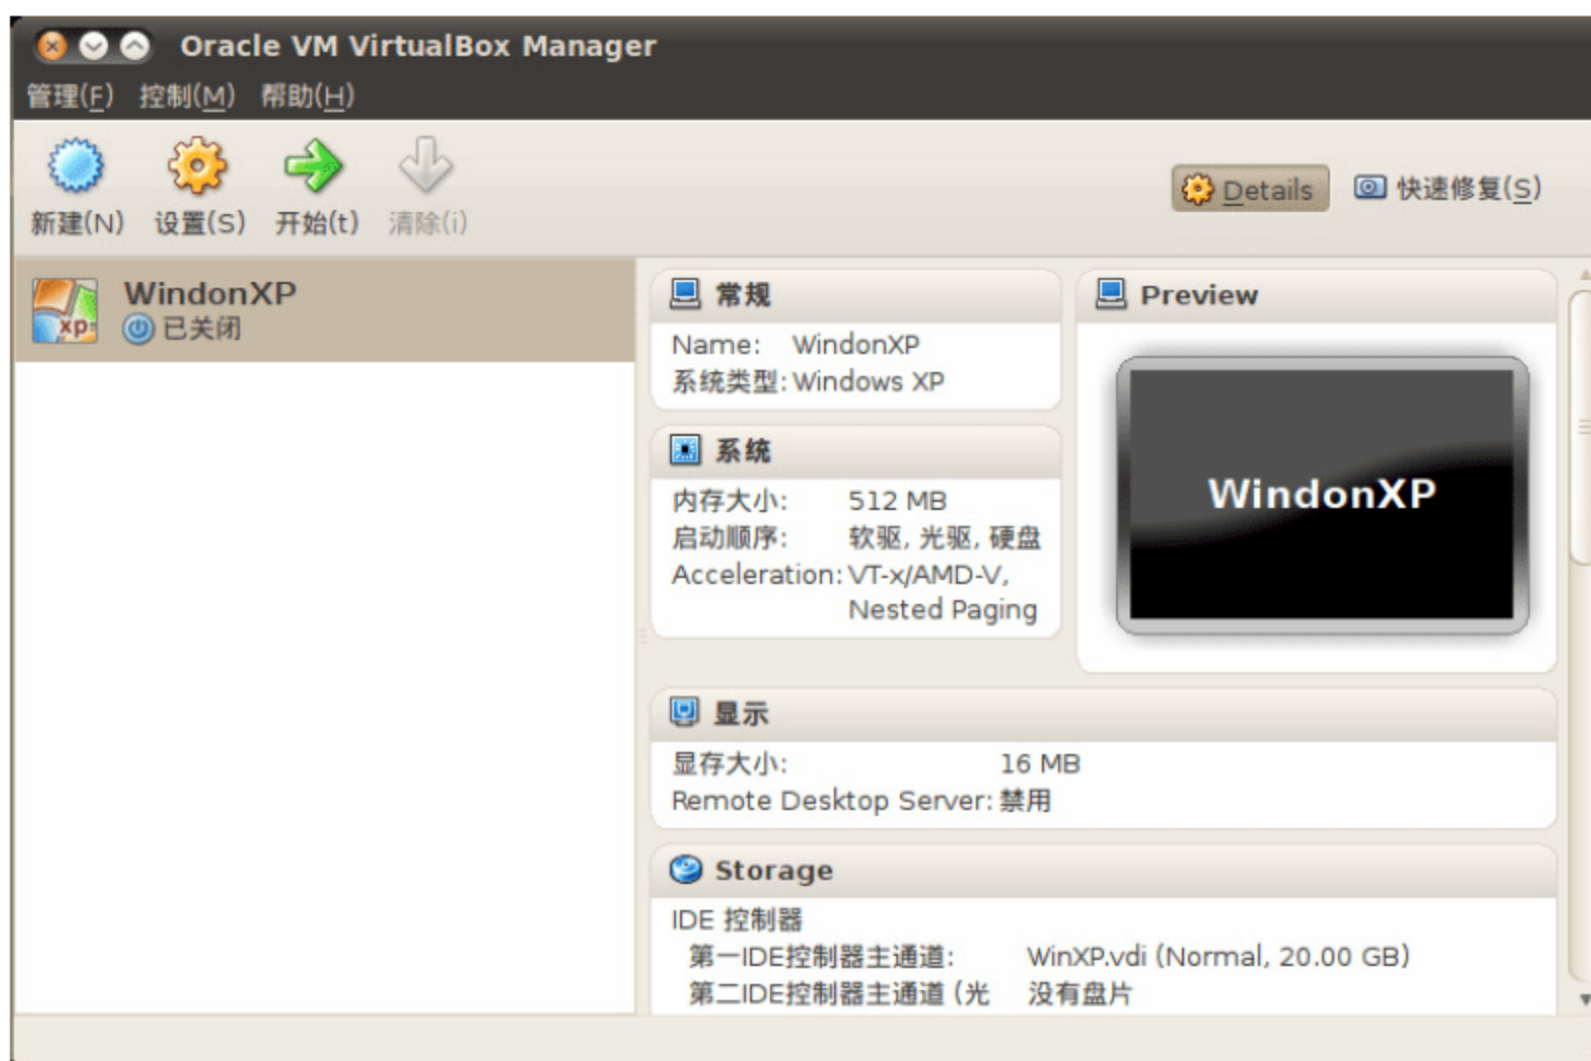 Oracle VM VirtualBox Manager
管理(F) 控制(M) 帮助(H)
新建(N) 设置(S) 开始(t) 清除(i)
Details 快速修复(S)
WindonXP
已关闭
xp
常规
Name: WindonXP
系统类型: Windows XP
系统
内存大小: 512 MB
启动顺序: 软驱, 光驱, 硬盘
Acceleration: VT-x/AMD-V,
Nested Paging
Preview
WindonXP
显示
显存大小: 16 MB
Remote Desktop Server: 禁用
Storage
IDE 控制器
第一IDE控制器主通道: WinXP.vdi (Normal, 20.00 GB)
第二IDE控制器主通道 (光 没有盘片